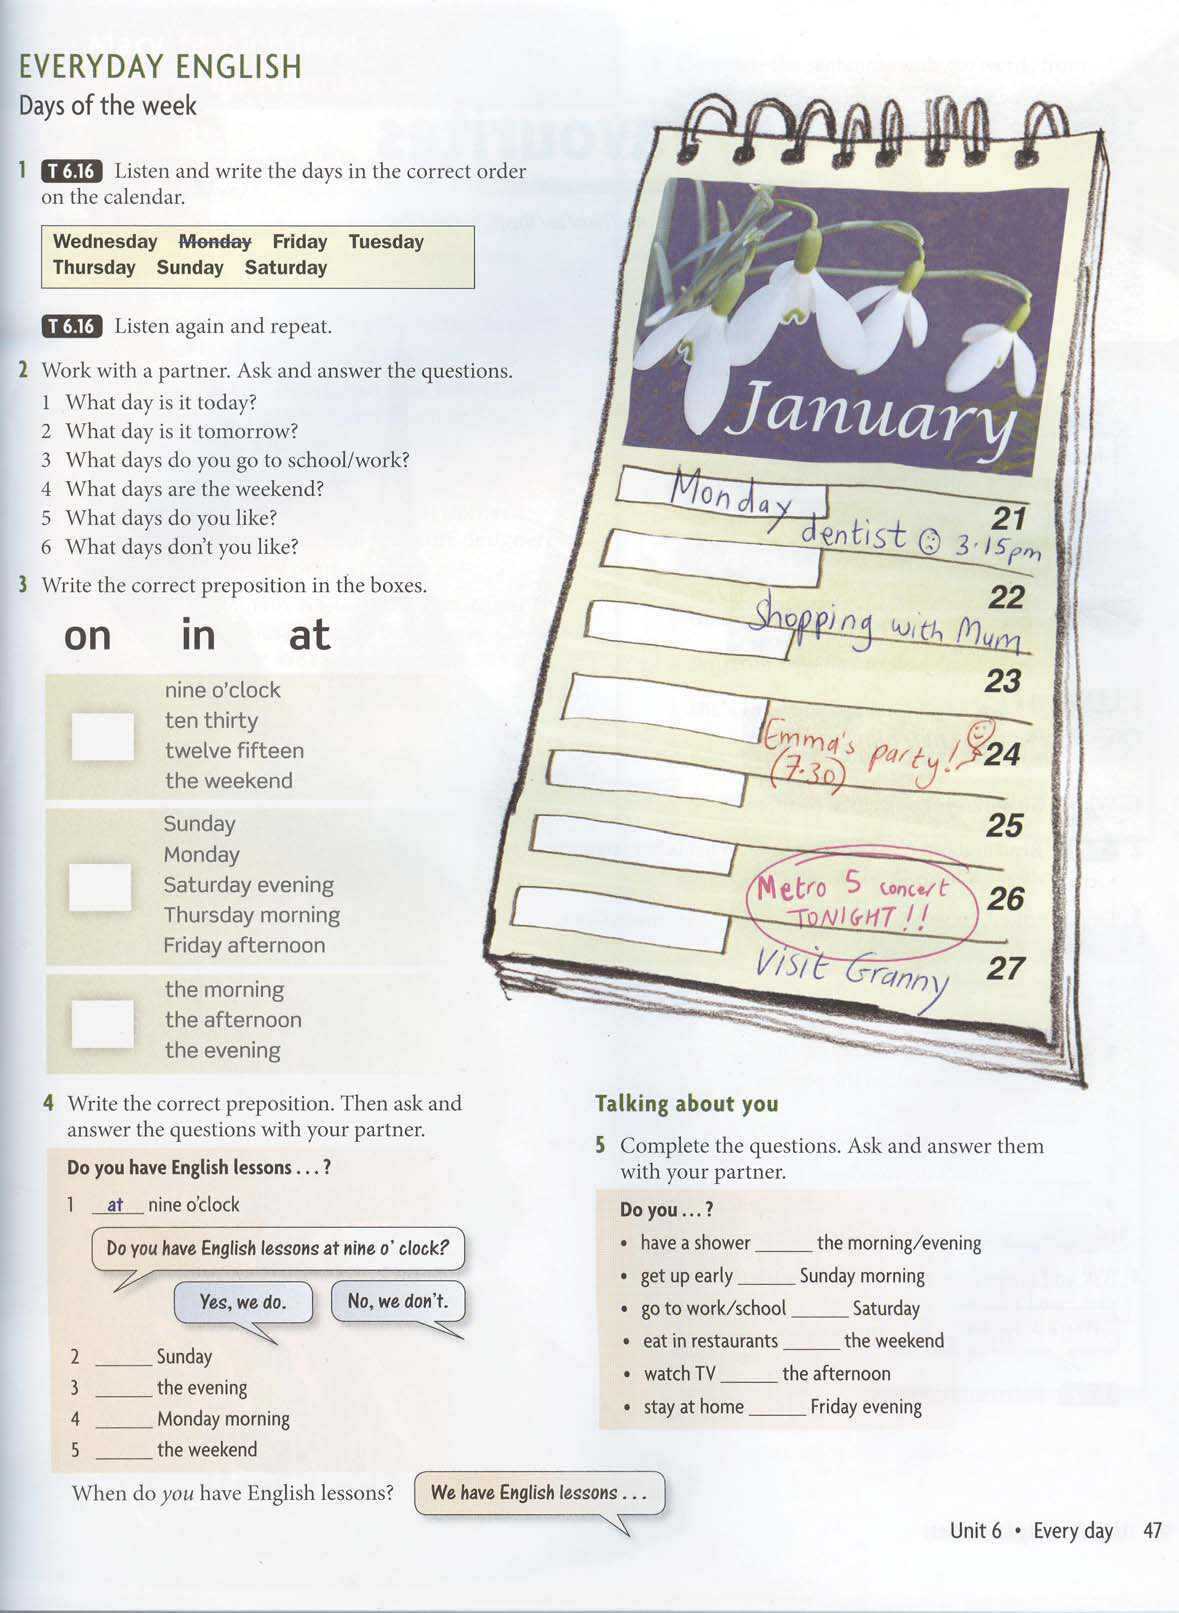 EVERYDAY ENGLISH
Days of the week
1 T 6.16 Listen and write the days in the correct order
on the calendar.
Wednesday Monday Friday Tuesday
Thursday Sunday Saturday
T 6.16 Listen again and repeat.
2 Work with a partner. Ask and answer the questions.
1 What day is it today?
2 What day is it tomorrow?
3 What days do you go to school/work?
4 What days are the weekend?
5 What days do you like?
6 What days don't you like?
3 Write the correct preposition in the boxes.
on in at
nine o'clock
ten thirty
twelve fifteen
the weekend
Sunday
Monday
Saturday evening
Thursday morning
Friday afternoon
the morning
the afternoon
the evening
January
Monday
21
dentist 3.15pm
22
Shopping with Mum
23
Emma's party!
(7.30)
24
25
Metro 5 concert
TONIGHT!!
26
Visit Granny
27
4 Write the correct preposition. Then ask and
answer the questions with your partner.
Do you have English lessons . . . ?
1 at nine o'clock
Do you have English lessons at nine o' clock?
Yes, we do.
No, we don't.
2 ______ Sunday
3 ______ the evening
4 ______ Monday morning
5 ______ the weekend
When do you have English lessons?
We have English lessons . . .
Talking about you
5 Complete the questions. Ask and answer them
with your partner.
Do you . . . ?
• have a shower ______ the morning/evening
• get up early ______ Sunday morning
• go to work/school ______ Saturday
• eat in restaurants ______ the weekend
• watch TV ______ the afternoon
• stay at home ______ Friday evening
Unit 6 • Every day 47